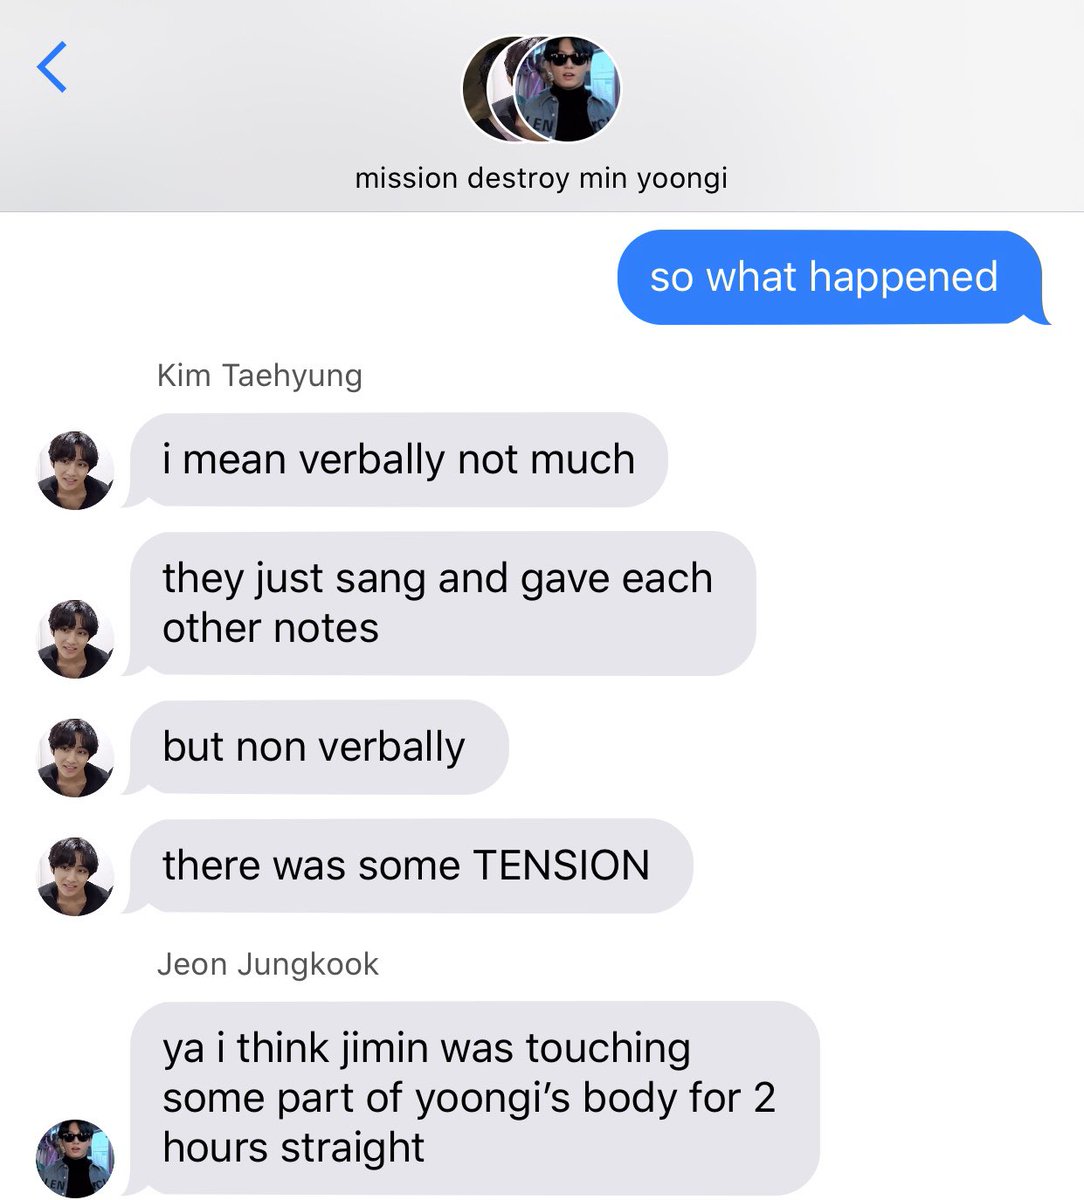 mission destroy min yoongi
so what happened
Kim Taehyung
i mean verbally not much
they just sang and gave each
other notes
but non verbally
there was some TENSION
Jeon Jungkook
ya i think jimin was touching
some part of yoongi’s body for 2
hours straight